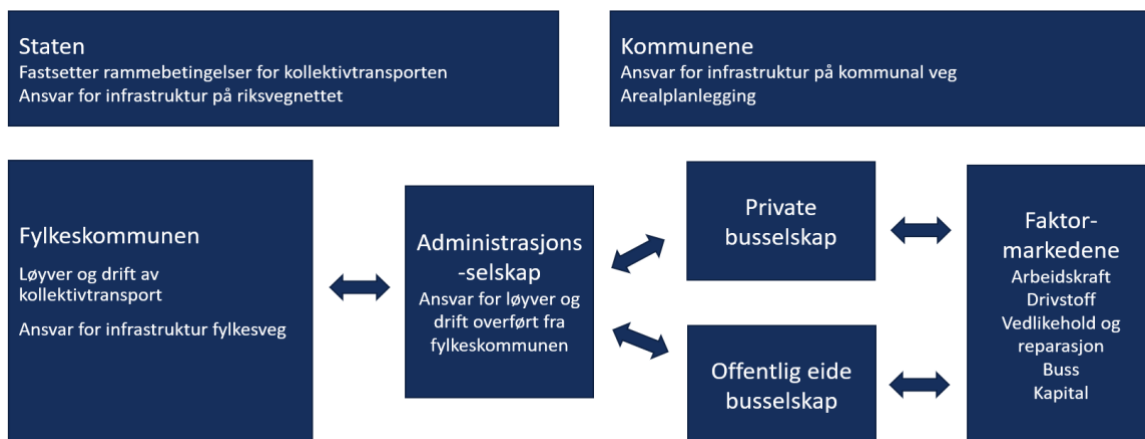 Staten
Fastsetter rammebetingelser for kollektivtransporten
Ansvar for infrastruktur på riksvegnettet
Kommunene
Ansvar for infrastruktur på kommunal veg
Arealplanlegging
Fylkeskommunen
Løyver og drift av
kollektivtransport
Ansvar for infrastruktur fylkesveg
Administrasjons
-selskap
Ansvar for løyver og
drift overført fra
fylkeskommunen
Private
busselskap
Offentlig eide
busselskap
Faktor-
markedene
Arbeidskraft
Drivstoff
Vedlikehold og
reparasjon
Buss
Kapital